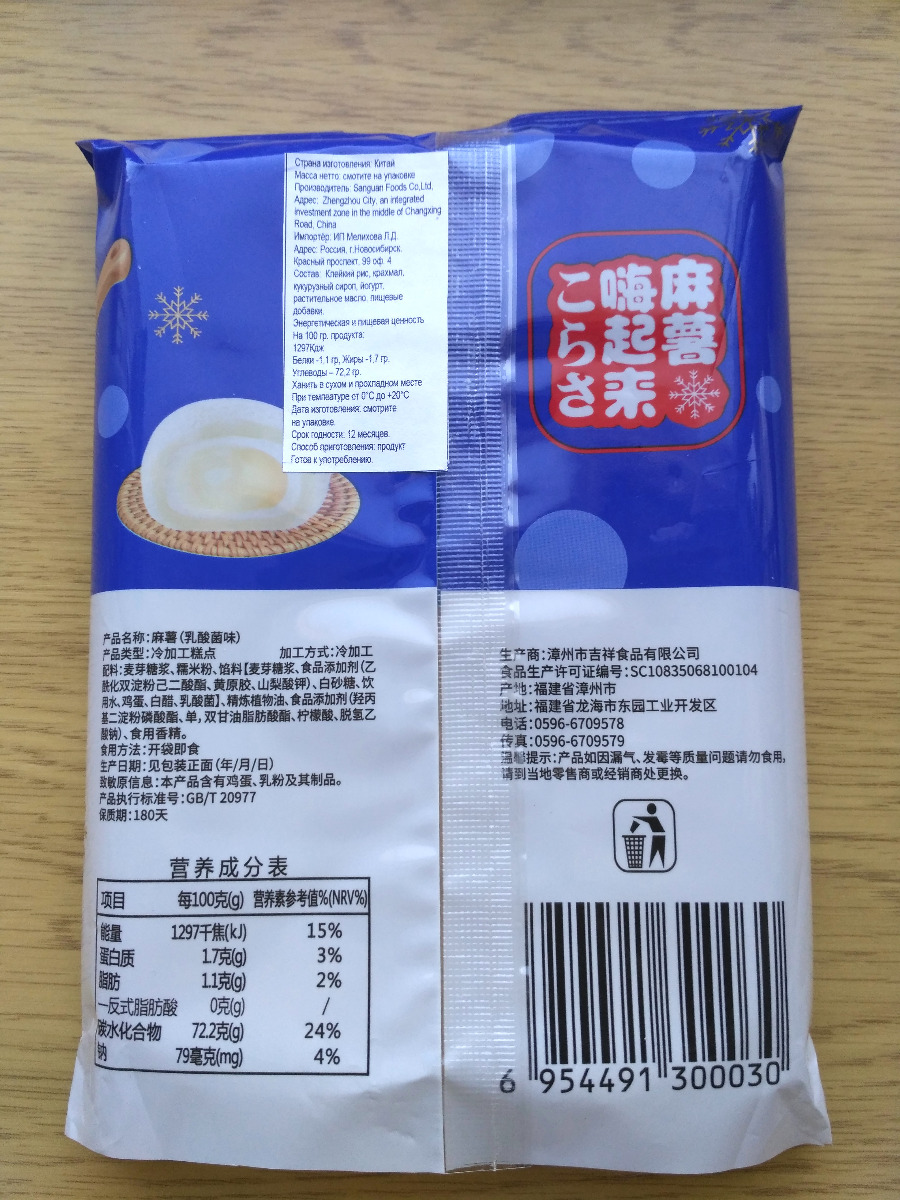 Страна изготовления: Китай
Масса нетто: смотите на упаковке
Производитель: Sanguan Foods Co,Ltd,
Адрес: Zhengzhou City, an integrated
investment zone in the middle of Changxing
Road, China
Импортёр: ИП Мелихова Л.Д.
Адрес: Россия, г.Новосибирск.
Красный проспект, 99 оф. 4
Состав: Клейкий рис, крахмал,
кукурузный сироп, йогурт,
растительное масло, пищевые
добавки.
Энергетическая и пищевая ценность
На 100 гр. продукта:
1297Кдж
Белки -1,1 гр, Жиры -1,7 гр.
Углеводы – 72,2 гр.
Ханить в сухом и прохладном месте
При темпеатуре от 0°С до +20°С
Дата изготовления: смотрите
на упаковке.
Срок годности: 12 месяцев.
Способ приготовления: продукт
Готов к употреблению.
麻薯
嗨起来
こらさ
产品名称:麻薯(乳酸菌味)
产品类型:冷加工糕点 加工方式:冷加工
配料:麦芽糖浆、糯米粉、馅料【麦芽糖浆、食品添加剂(乙
酰化双淀粉己二酸酯、黄原胶、山梨酸钾)、白砂糖、饮
用水、鸡蛋、白醋、乳酸菌】、精炼植物油、食品添加剂(羟丙
基二淀粉磷酸酯、单,双甘油脂肪酸酯、柠檬酸、脱氢乙
酸钠)、食用香精。
食用方法:开袋即食
生产日期:见包装正面(年/月/日)
致敏原信息:本产品含有鸡蛋、乳粉及其制品。
产品执行标准号:GB/T 20977
保质期:180天
营养成分表
项目 每100克(g) 营养素参考值%(NRV%)
能量 1297千焦(kJ) 15%
蛋白质 1.7克(g) 3%
脂肪 1.1克(g) 2%
—反式脂肪酸 0克(g) /
碳水化合物 72.2克(g) 24%
钠 79毫克(mg) 4%
生产商:漳州市吉祥食品有限公司
食品生产许可证编号:SC10835068100104
产地:福建省漳州市
地址:福建省龙海市东园工业开发区
电话:0596-6709578
传真:0596-6709579
温馨提示:产品如因漏气、发霉等质量问题请勿食用,
请到当地零售商或经销商处更换。
6 954491 300030